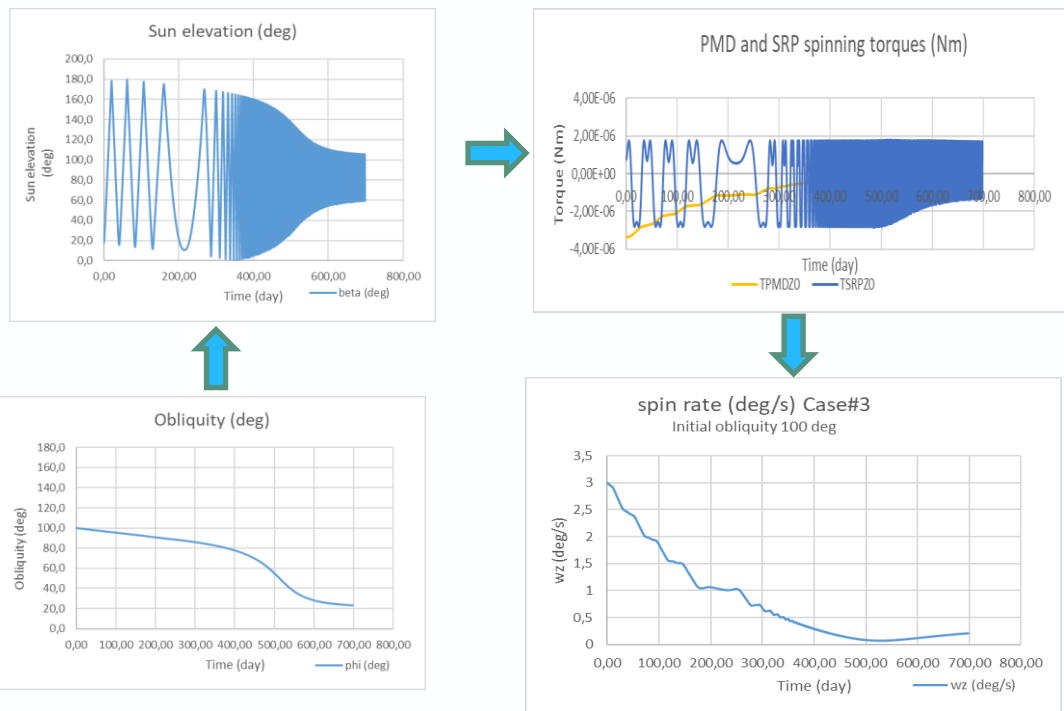 Sun elevation (deg)
200,0
180,0
160,0
140,0
120,0
100,0
80,0
60,0
40,0
20,0
0,0
Sun elevation
(deg)
0,00 200,00 400,00 600,00 800,00
Time (day)
beta (deg)
PMD and SRP spinning torques (Nm)
4,00E-06
2,00E-06
0,00E+00
-2,00E-06
-4,00E-06
Torque (Nm)
0,00 100,00 200,00 300,00 400,00 500,00 600,00 700,00 800,00
Time (day)
TPMDZ0 TSRPZ0
Obliquity (deg)
180,0
160,0
140,0
120,0
100,0
80,0
60,0
40,0
20,0
0,0
Obliquity (deg)
0,00 100,00 200,00 300,00 400,00 500,00 600,00 700,00 800,00
Time (day)
phi (deg)
spin rate (deg/s) Case#3
Initial obliquity 100 deg
3,5
3
2,5
2
1,5
1
0,5
0
wz (deg/s)
0,00 100,00 200,00 300,00 400,00 500,00 600,00 700,00 800,00
Time (day)
wz (deg/s)